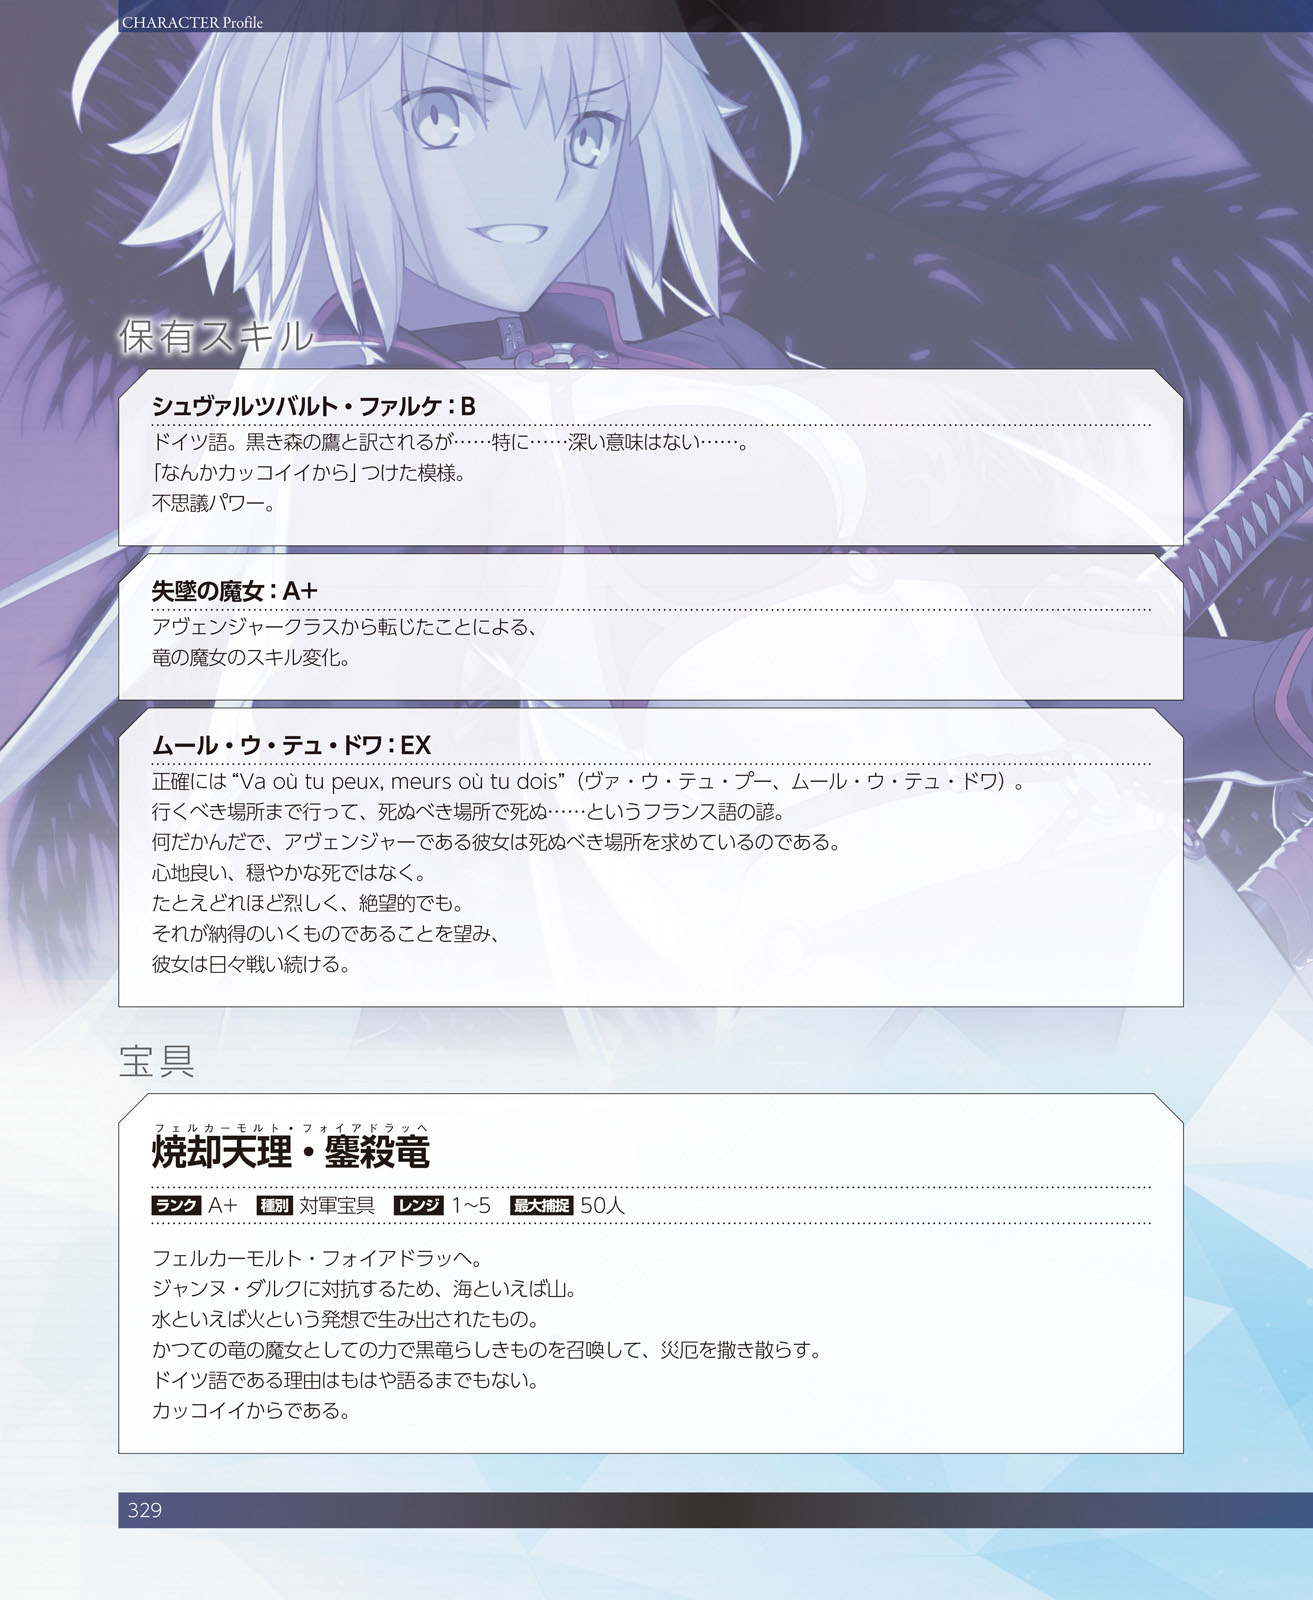 CHARACTER Profile
保有スキル
シュヴァルツバルト・ファルケ：B
ドイツ語。黒き森の鷹と訳されるが……特に……深い意味はない……。
「なんかカッコイイから」つけた模様。
不思議パワー。
失墜の魔女：A+
アヴェンジャークラスから転じたことによる、
竜の魔女のスキル変化。
ムール・ウ・テュ・ドワ：EX
正確には“Va où tu peux, meurs où tu dois”（ヴァ・ウ・テュ・プー、ムール・ウ・テュ・ドワ）。
行くべき場所まで行って、死ぬべき場所で死ぬ……というフランス語の諺。
何だかんだで、アヴェンジャーである彼女は死ぬべき場所を求めているのである。
心地良い、穏やかな死ではなく。
たとえどれほど烈しく、絶望的でも。
それが納得のいくものであることを望み、
彼女は日々戦い続ける。
宝具
フェルカーモルト・フォイアドラッヘ
焼却天理・鏖殺竜
ランク A+ 種別 対軍宝具 レンジ 1～5 最大捕捉 50人
フェルカーモルト・フォイアドラッヘ。
ジャンヌ・ダルクに対抗するため、海といえば山。
水といえば火という発想で生み出されたもの。
かつての竜の魔女としての力で黒竜らしきものを召喚して、災厄を撒き散らす。
ドイツ語である理由はもはや語るまでもない。
カッコイイからである。
329